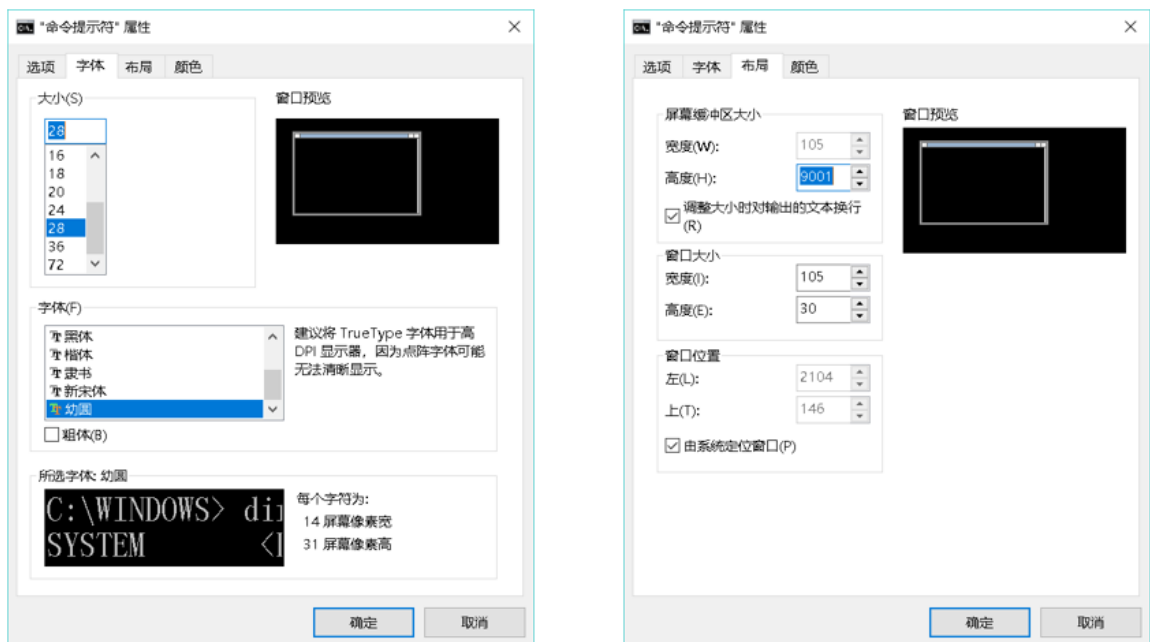 "命令提示符" 属性
选项 字体 布局 颜色
大小(S)
28
16
18
20
24
28
36
72
窗口预览
字体(F)
黑体
楷体
隶书
新宋体
幼圆
粗体(B)
建议将 TrueType 字体用于高
DPI 显示器，因为点阵字体可能
无法清晰显示。
所选字体: 幼圆
C:\WINDOWS> dir
SYSTEM <I
每个字符为:
14 屏幕像素宽
31 屏幕像素高
确定 取消
"命令提示符" 属性
选项 字体 布局 颜色
屏幕缓冲区大小
宽度(W): 105
高度(H): 9001
调整大小时对输出的文本换行
(R)
窗口大小
宽度(I): 105
高度(E): 30
窗口位置
左(L): 2104
上(T): 146
由系统定位窗口(P)
窗口预览
确定 取消